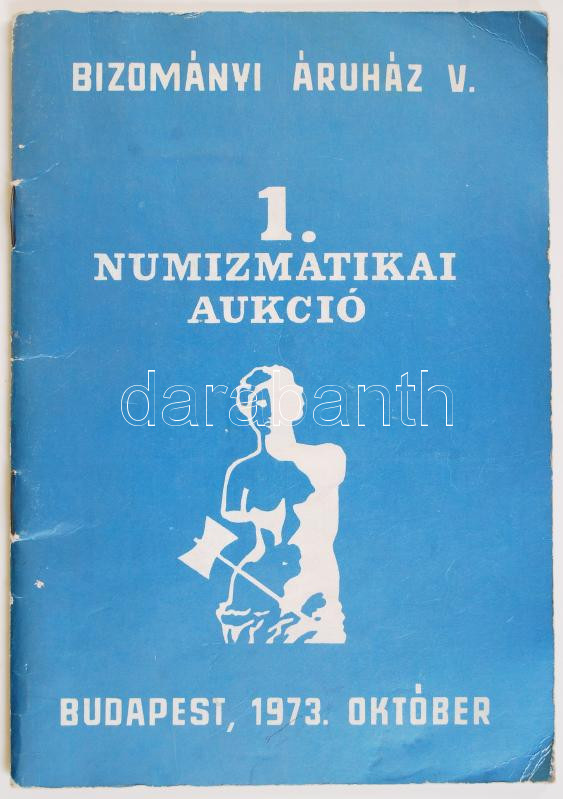 BIZOMÁNYI ÁRUHÁZ V.
1.
NUMIZMATIKAI
AUKCIÓ
darabanth
BUDAPEST, 1973. OKTÓBER